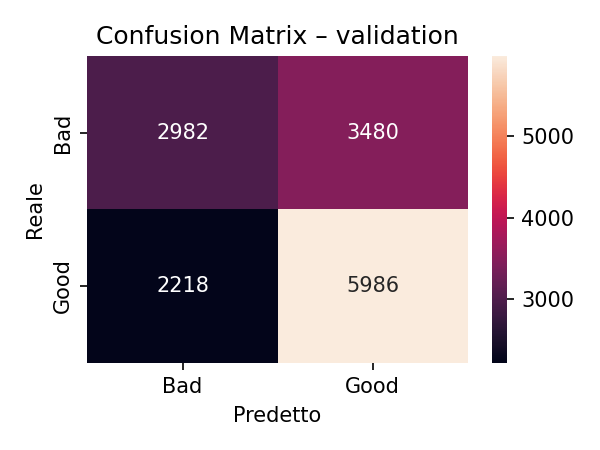 Confusion Matrix – validation
Reale
Bad
2982
3480
Good
2218
5986
Bad
Good
Predetto
5000
4000
3000